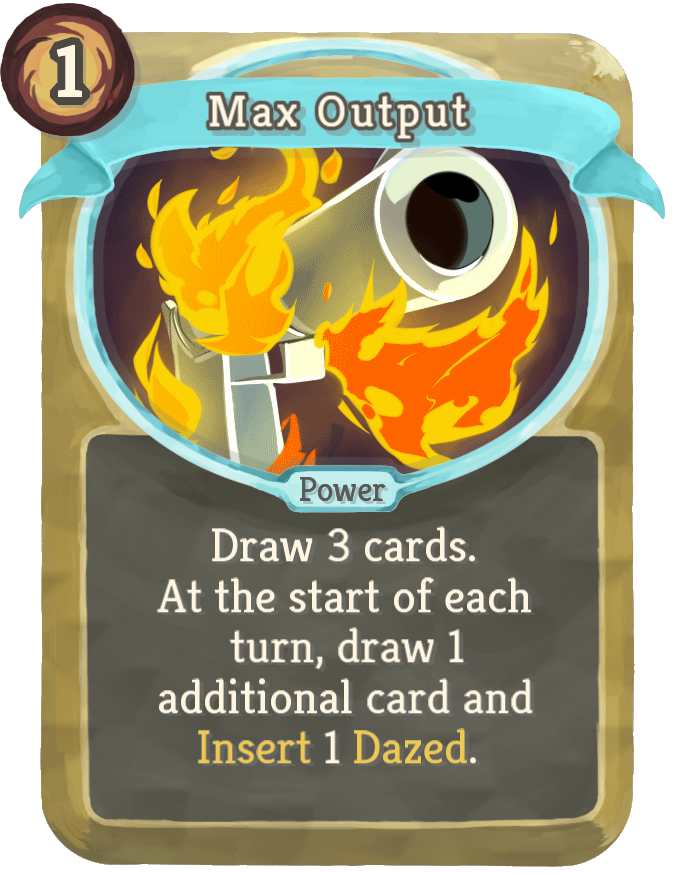 1
Max Output
Power
Draw 3 cards.
At the start of each
turn, draw 1
additional card and
Insert 1 Dazed.